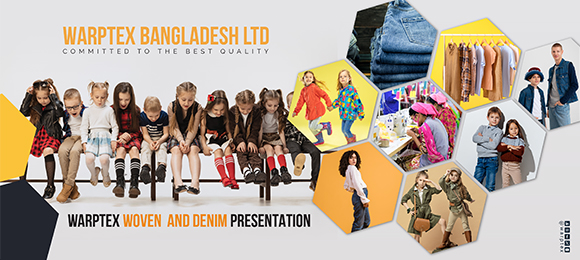 WARPTEX BANGLADESH LTD
COMMITTED TO THE BEST QUALITY
WARPTEX WOVEN AND DENIM PRESENTATION